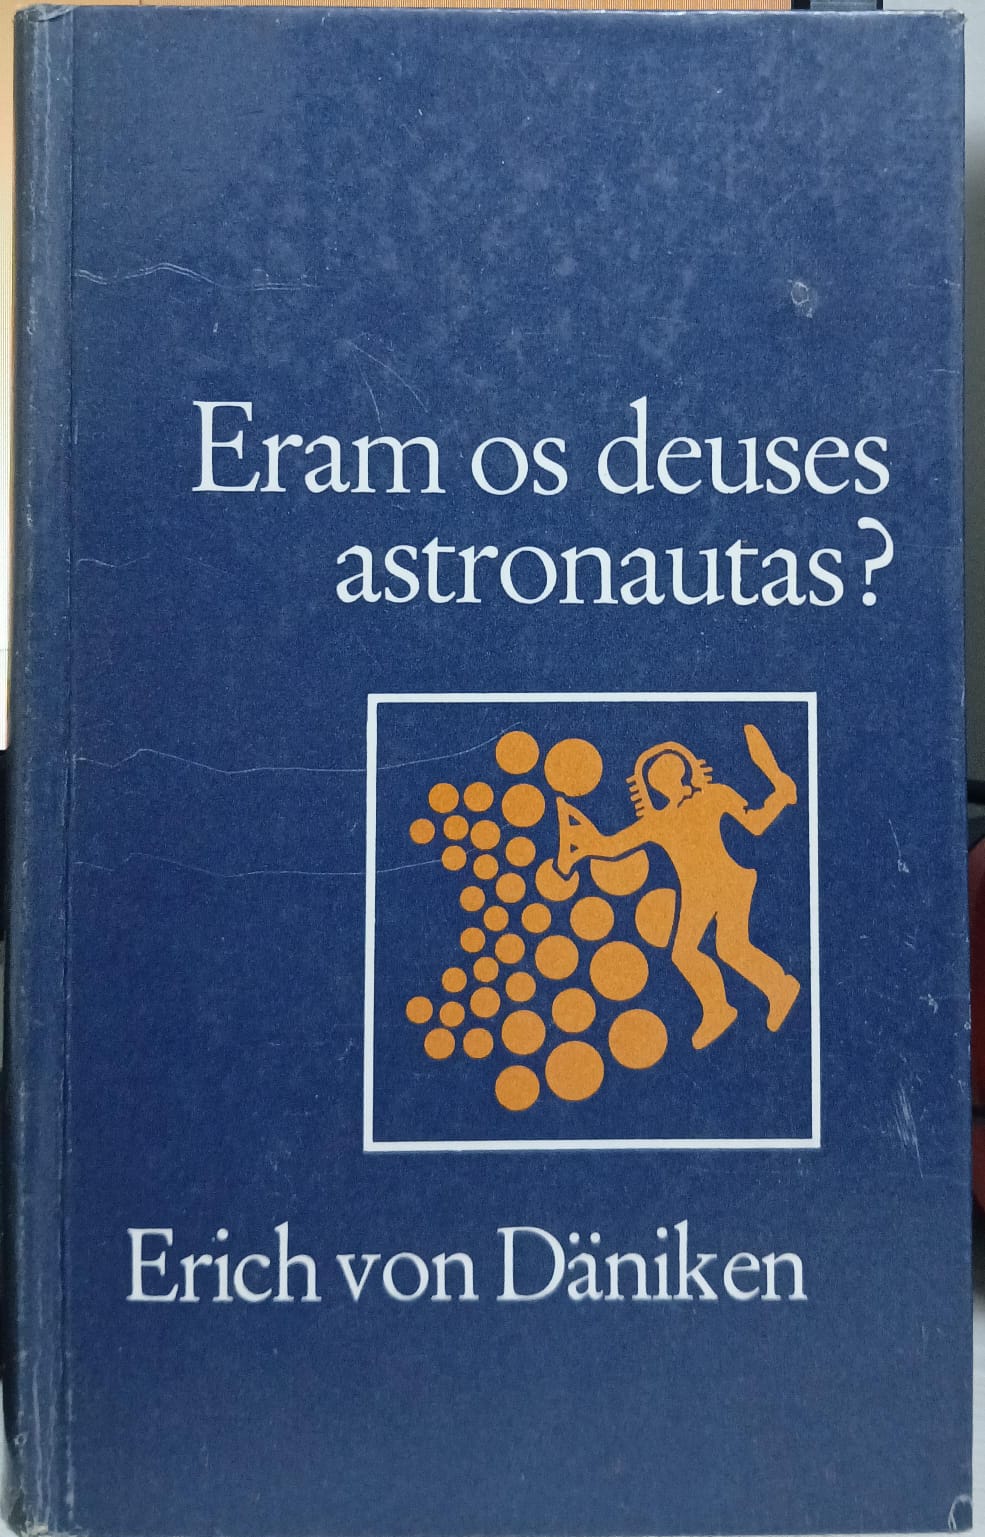 Eram os deuses
astronautas?
Erich von Däniken